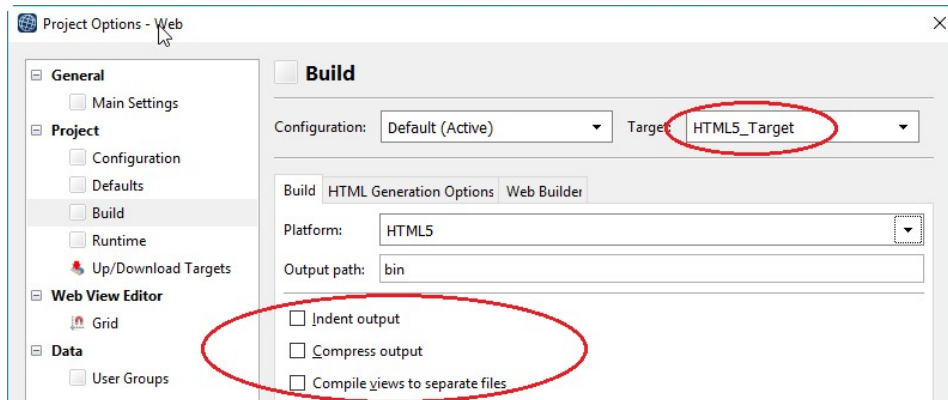 Project Options - Web
General
Main Settings
Project
Configuration
Defaults
Build
Runtime
Up/Download Targets
Web View Editor
Grid
Data
User Groups
Build
Configuration: Default (Active) Target: HTML5_Target
Build HTML Generation Options Web Builder
Platform: HTML5
Output path: bin
Indent output
Compress output
Compile views to separate files